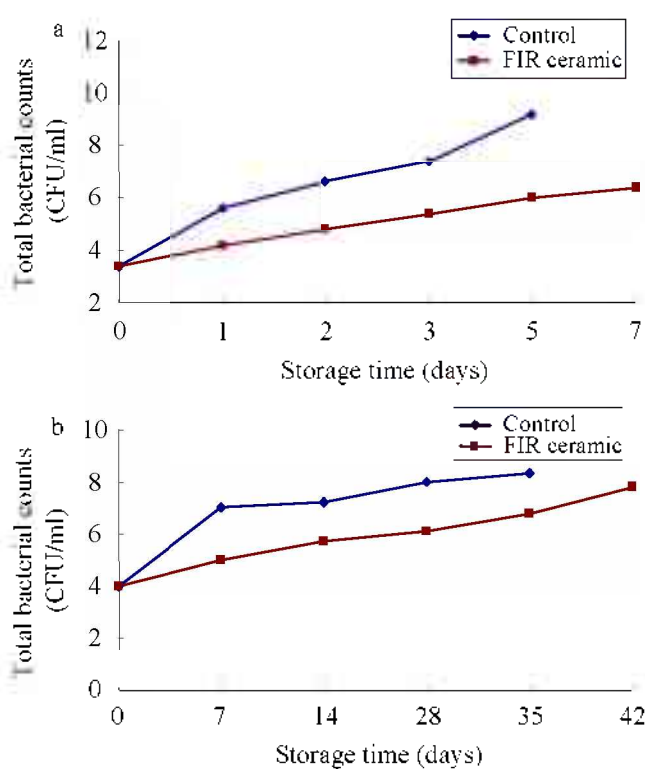 a
Control
FIR ceramic
Total bacterial counts
(CFU/ml)
12
10
8
6
4
2
0 1 2 3 5 7
Storage time (days)
b
Control
FIR ceramic
Total bacterial counts
(CFU/ml)
10
8
6
4
2
0
0 7 14 28 35 42
Storage time (days)